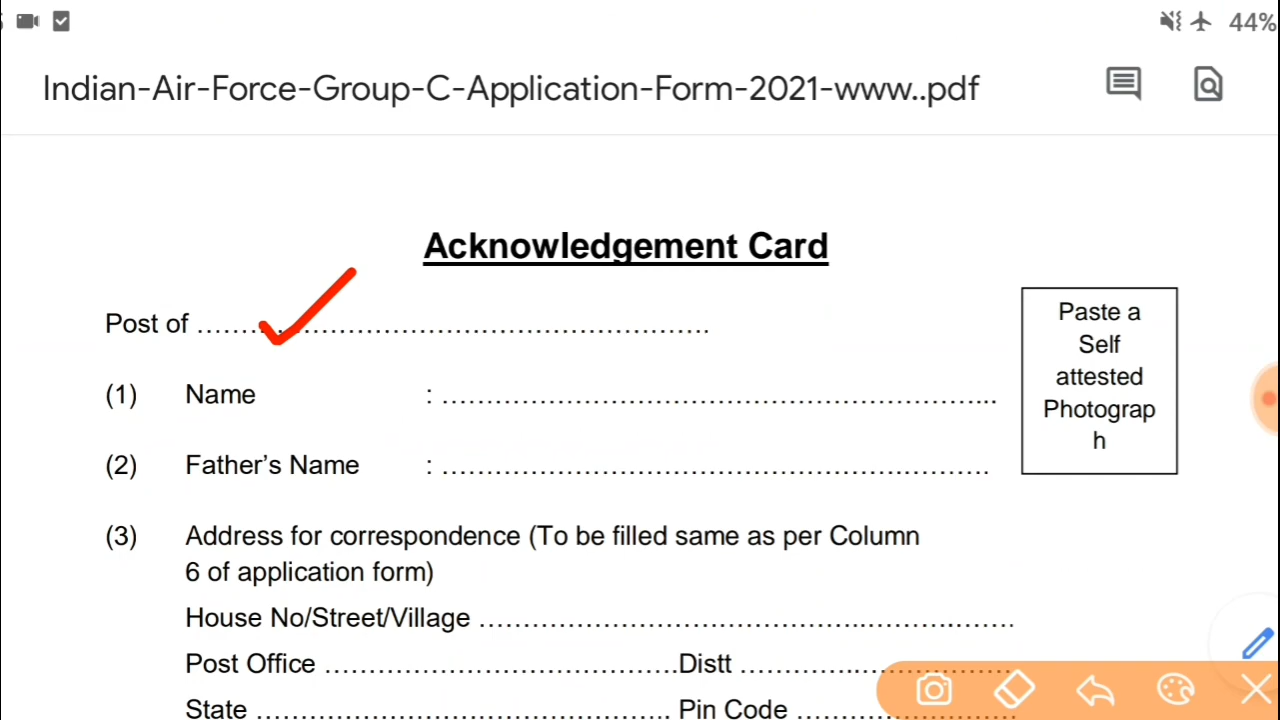 44%
Indian-Air-Force-Group-C-Application-Form-2021-www..pdf
Acknowledgement Card
Post of ……………………………………………………….
Paste a
Self
attested
Photograp
h
(1) Name : ……………………………………………………...
(2) Father’s Name : …………………………………………….……….
(3) Address for correspondence (To be filled same as per Column
6 of application form)
House No/Street/Village …………………………………..……….…….
Post Office …………………………………..Distt …………..……………..
State ……………………………………….. Pin Code ……………………..